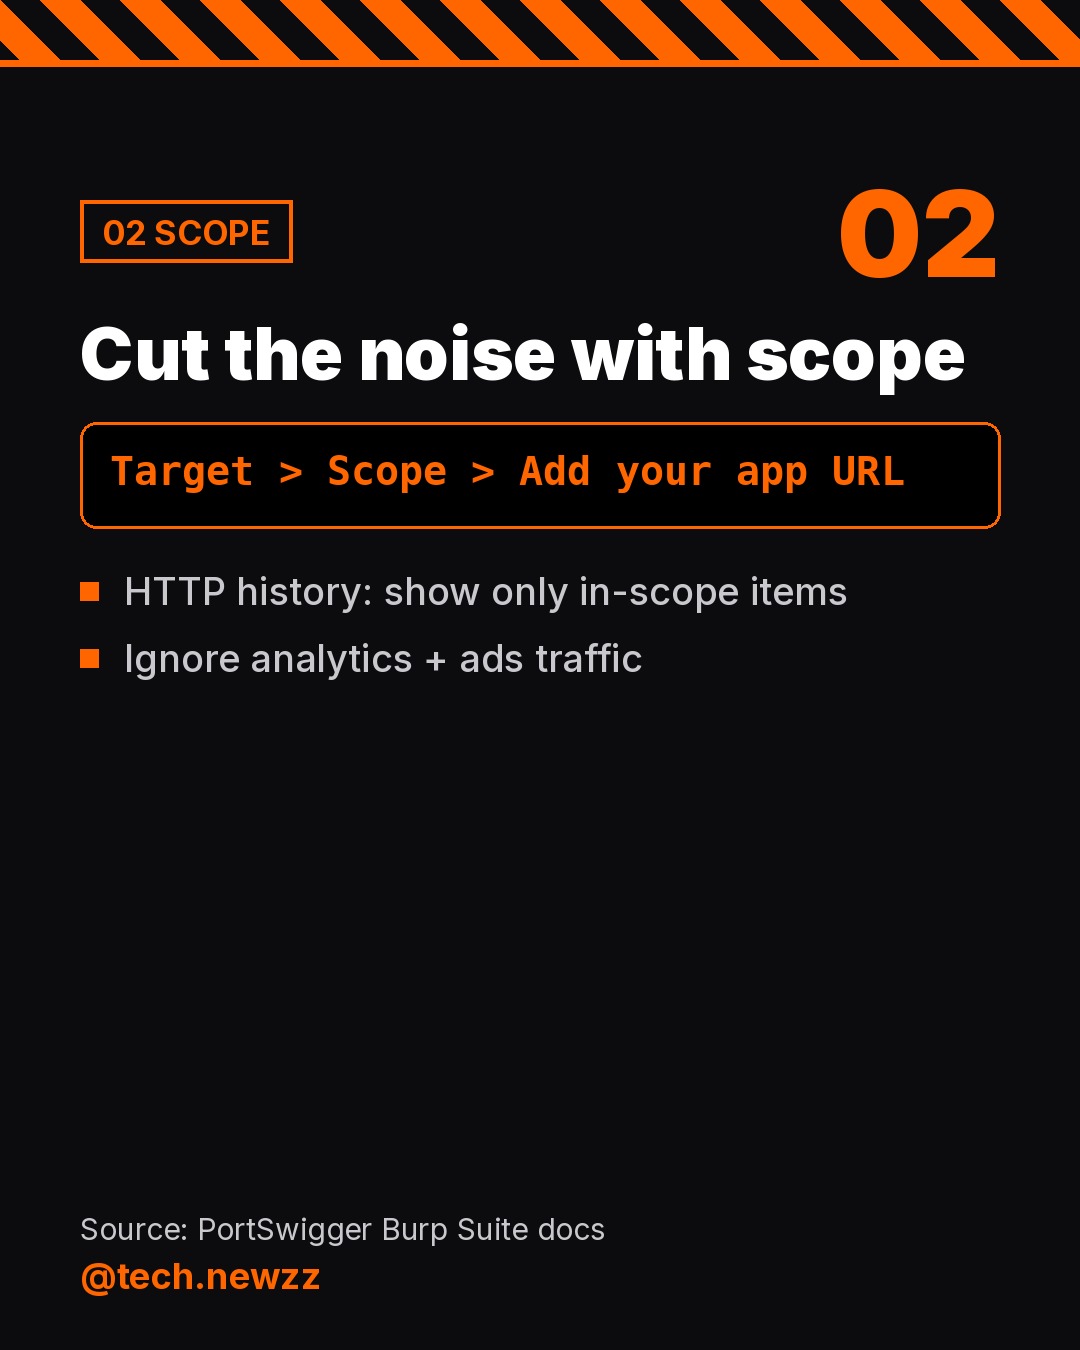 02 SCOPE
02
Cut the noise with scope
Target > Scope > Add your app URL
HTTP history: show only in-scope items
Ignore analytics + ads traffic
Source: PortSwigger Burp Suite docs
@tech.newzz